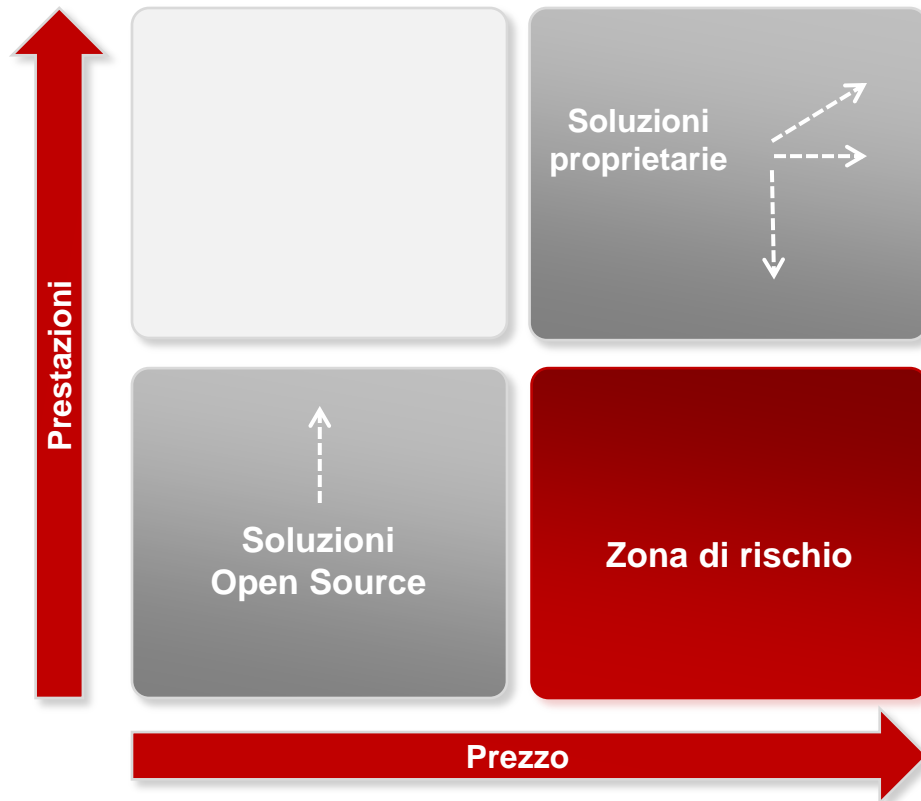 Prestazioni
Soluzioni
proprietarie
Soluzioni
Open Source
Zona di rischio
Prezzo